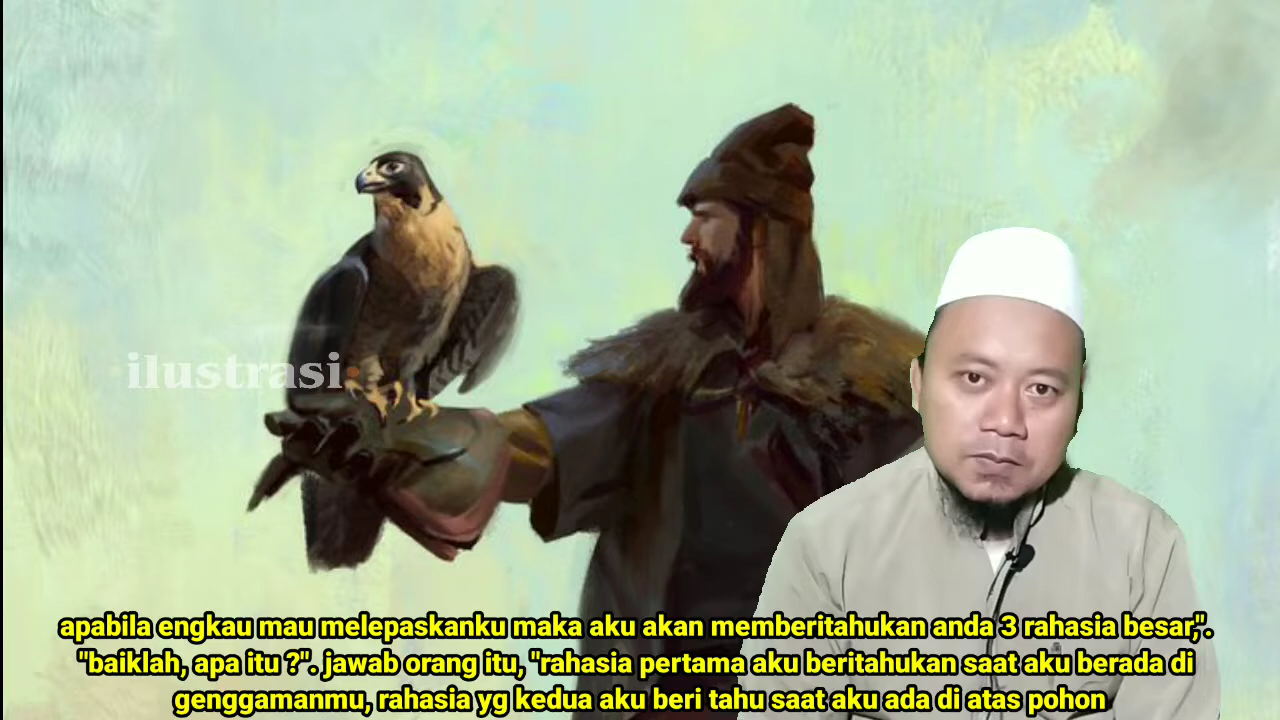 ilustrasi
apabila engkau mau melepaskanku maka aku akan memberitahukan anda 3 rahasia besar,".
"baiklah, apa itu ?". jawab orang itu, "rahasia pertama aku beritahukan saat aku berada di
genggamanmu, rahasia yg kedua aku beri tahu saat aku ada di atas pohon